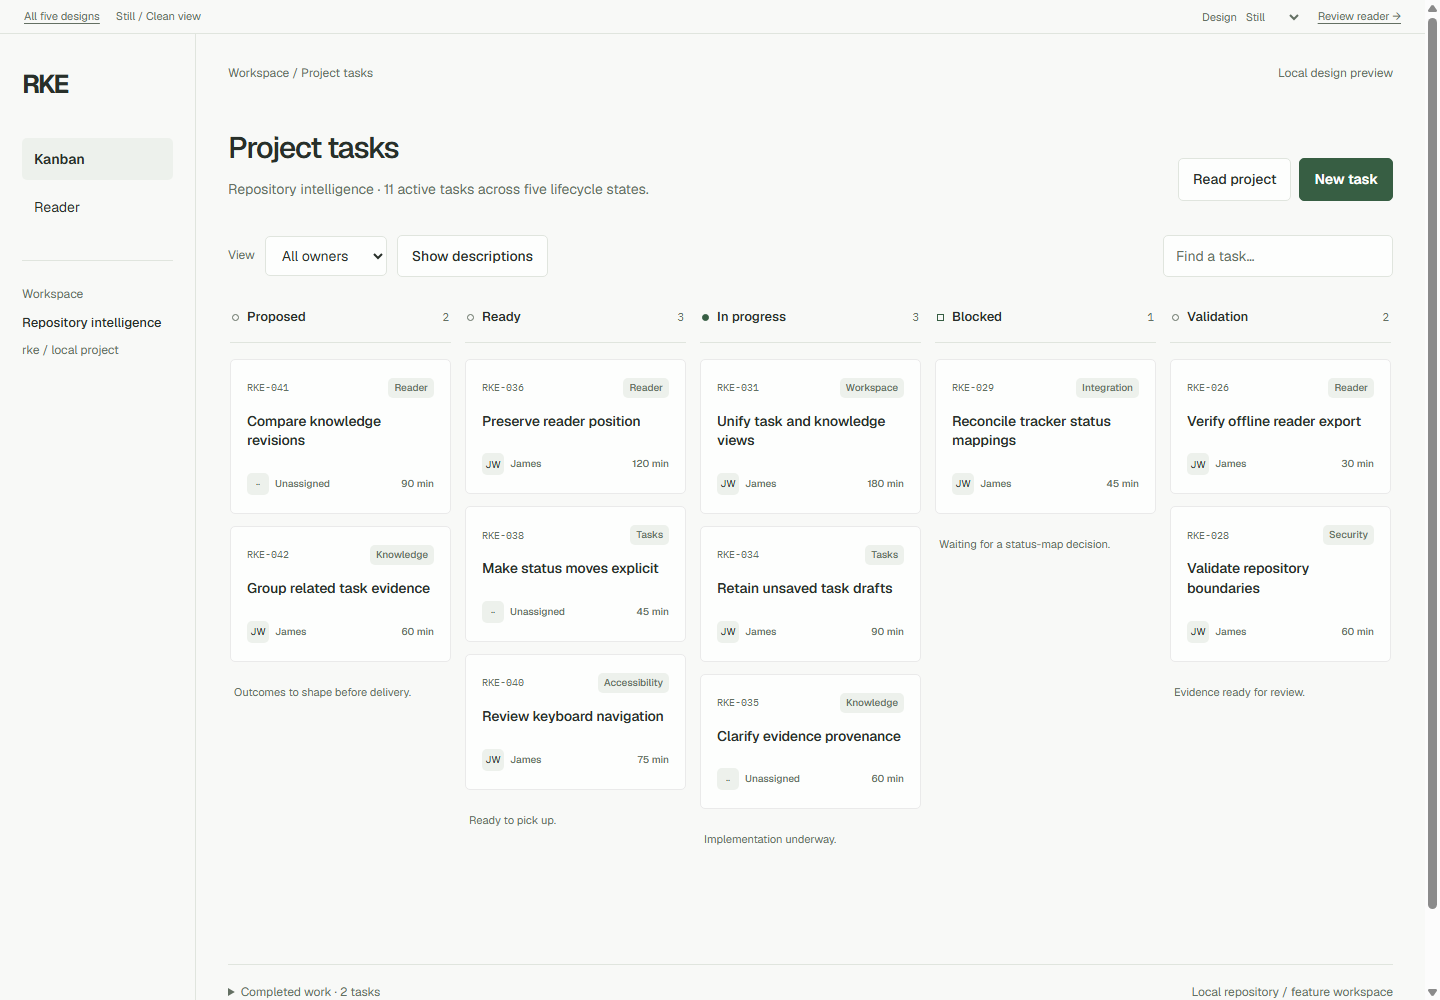 All five designs
Still / Clean view
Design Still
Review reader →
RKE
Kanban
Reader
Workspace
Repository intelligence
rke / local project
Workspace / Project tasks
Local design preview
Project tasks
Repository intelligence · 11 active tasks across five lifecycle states.
Read project
New task
View
All owners
Show descriptions
Find a task...
Proposed 2
RKE-041 Reader
Compare knowledge
revisions
– Unassigned 90 min
RKE-042 Knowledge
Group related task evidence
JW James 60 min
Outcomes to shape before delivery.
Ready 3
RKE-036 Reader
Preserve reader position
JW James 120 min
RKE-038 Tasks
Make status moves explicit
– Unassigned 45 min
RKE-040 Accessibility
Review keyboard navigation
JW James 75 min
Ready to pick up.
In progress 3
RKE-031 Workspace
Unify task and knowledge
views
JW James 180 min
RKE-034 Tasks
Retain unsaved task drafts
JW James 90 min
RKE-035 Knowledge
Clarify evidence provenance
– Unassigned 60 min
Implementation underway.
Blocked 1
RKE-029 Integration
Reconcile tracker status
mappings
JW James 45 min
Waiting for a status-map decision.
Validation 2
RKE-026 Reader
Verify offline reader export
JW James 30 min
RKE-028 Security
Validate repository
boundaries
JW James 60 min
Evidence ready for review.
Completed work · 2 tasks
Local repository / feature workspace